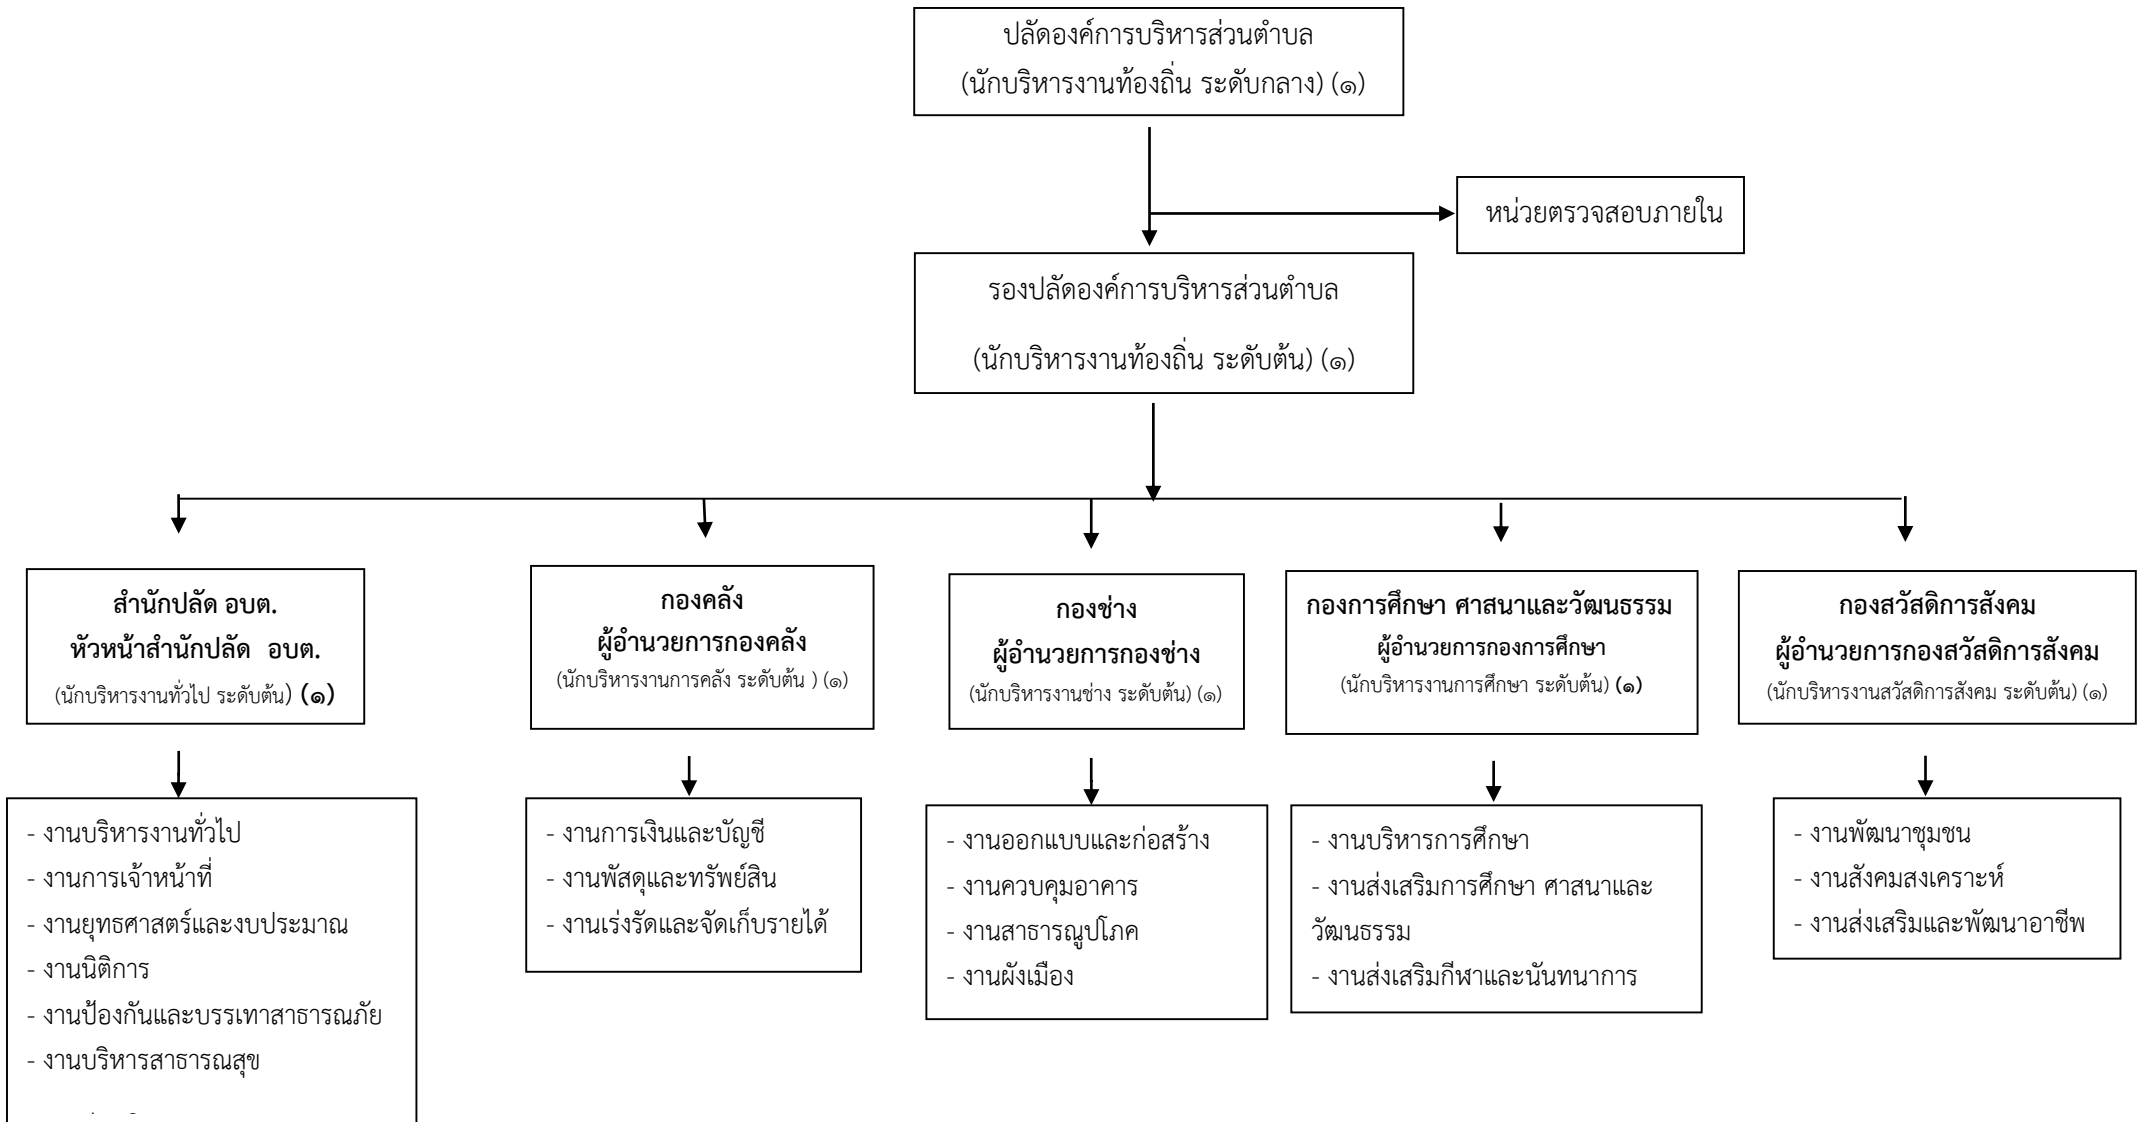 ปลัดองค์การบริหารส่วนตำบล
(นักบริหารงานท้องถิ่น ระดับกลาง) (๑)
หน่วยตรวจสอบภายใน
รองปลัดองค์การบริหารส่วนตำบล
(นักบริหารงานท้องถิ่น ระดับต้น) (๑)
สำนักปลัด อบต.
หัวหน้าสำนักปลัด อบต.
(นักบริหารงานทั่วไป ระดับต้น) (๑)
กองคลัง
ผู้อำนวยการกองคลัง
(นักบริหารงานการคลัง ระดับต้น ) (๑)
กองช่าง
ผู้อำนวยการกองช่าง
(นักบริหารงานช่าง ระดับต้น) (๑)
กองการศึกษา ศาสนาและวัฒนธรรม
ผู้อำนวยการกองการศึกษา
(นักบริหารงานการศึกษา ระดับต้น) (๑)
กองสวัสดิการสังคม
ผู้อำนวยการกองสวัสดิการสังคม
(นักบริหารงานสวัสดิการสังคม ระดับต้น) (๑)
- งานบริหารงานทั่วไป
- งานการเจ้าหน้าที่
- งานยุทธศาสตร์และงบประมาณ
- งานนิติการ
- งานป้องกันและบรรเทาสาธารณภัย
- งานบริหารสาธารณสุข
- งานการเงินและบัญชี
- งานพัสดุและทรัพย์สิน
- งานเร่งรัดและจัดเก็บรายได้
- งานออกแบบและก่อสร้าง
- งานควบคุมอาคาร
- งานสาธารณูปโภค
- งานผังเมือง
- งานบริหารการศึกษา
- งานส่งเสริมการศึกษา ศาสนาและ
วัฒนธรรม
- งานส่งเสริมกีฬาและนันทนาการ
- งานพัฒนาชุมชน
- งานสังคมสงเคราะห์
- งานส่งเสริมและพัฒนาอาชีพ